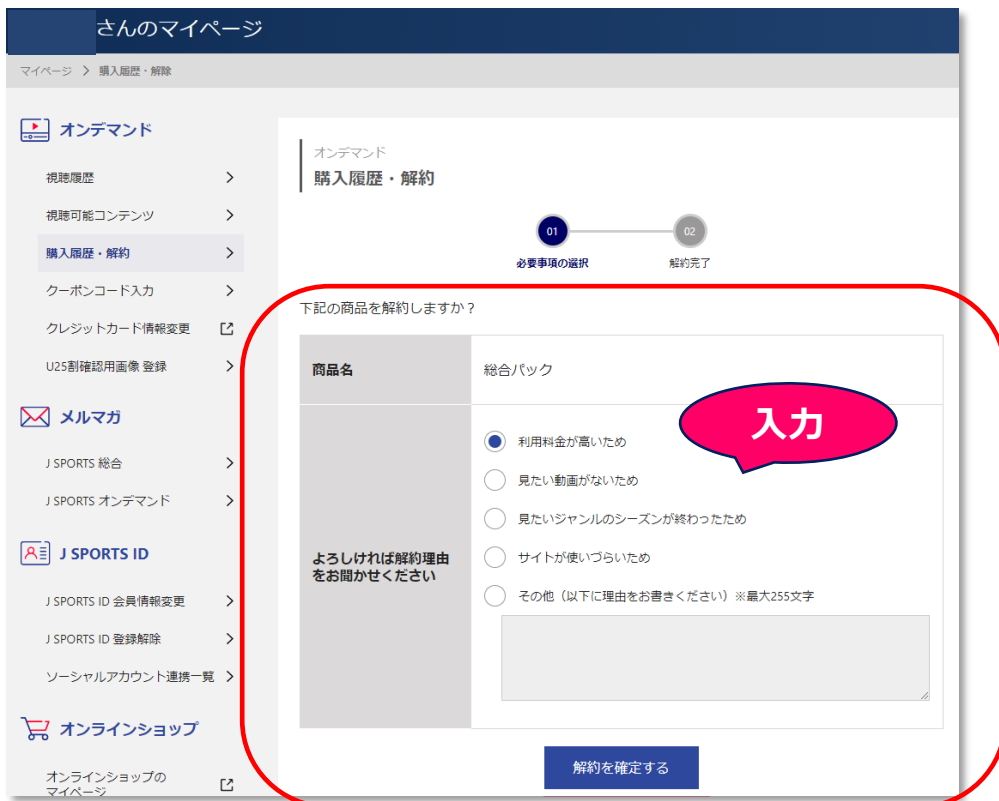 さんのマイページ
マイページ > 購入履歴・解除
オンデマンド
視聴履歴
視聴可能コンテンツ
購入履歴・解約
クーポンコード入力
クレジットカード情報変更
U25割確認用画像 登録
メルマガ
J SPORTS 総合
J SPORTS オンデマンド
J SPORTS ID
J SPORTS ID 会員情報変更
J SPORTS ID 登録解除
ソーシャルアカウント連携一覧
オンラインショップ
オンラインショップの
マイページ
オンデマンド
購入履歴・解約
01
必要事項の選択
02
解約完了
下記の商品を解約しますか？
商品名
総合パック
よろしければ解約理由
をお聞かせください
利用料金が高いため
見たい動画がないため
見たいジャンルのシーズンが終わったため
サイトが使いづらいため
その他（以下に理由をお書きください）※最大255文字
入力
解約を確定する